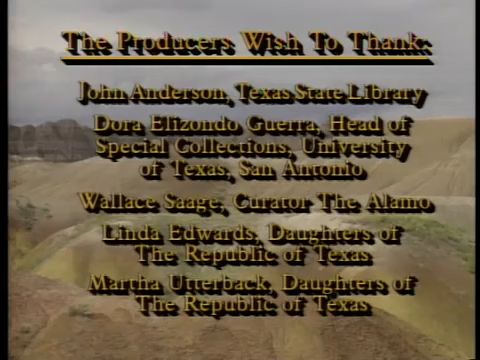 The Producers Wish To Thank:
John Anderson, Texas State Library
Dora Elizondo Guerra, Head of
Special Collections, University
of Texas, San Antonio
Wallace Saage, Curator The Alamo
Linda Edwards, Daughters of
The Republic of Texas
Martha Utterback, Daughters of
The Republic of Texas